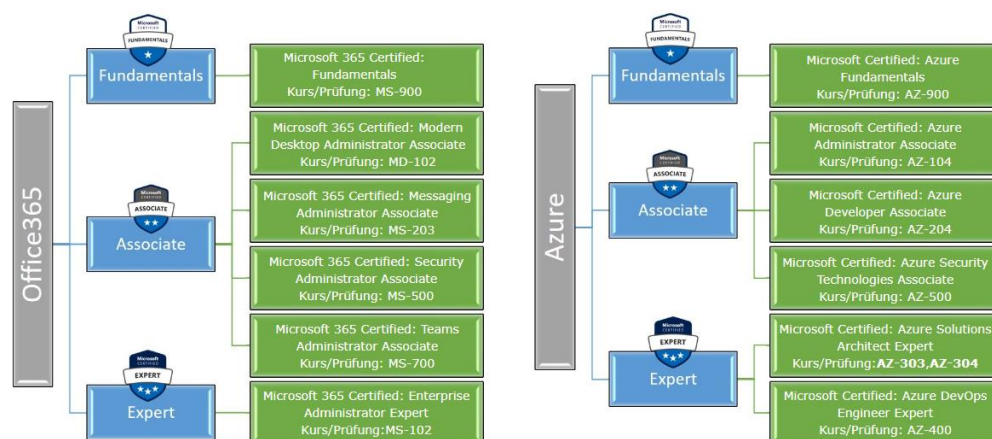 Office365
Microsoft
CERTIFIED
FUNDAMENTALS
Fundamentals
Microsoft 365 Certified:
Fundamentals
Kurs/Prüfung: MS-900
Microsoft
CERTIFIED
ASSOCIATE
Associate
Microsoft 365 Certified: Modern
Desktop Administrator Associate
Kurs/Prüfung: MD-102
Microsoft 365 Certified: Messaging
Administrator Associate
Kurs/Prüfung: MS-203
Microsoft 365 Certified: Security
Administrator Associate
Kurs/Prüfung: MS-500
Microsoft 365 Certified: Teams
Administrator Associate
Kurs/Prüfung: MS-700
Microsoft
CERTIFIED
EXPERT
Expert
Microsoft 365 Certified: Enterprise
Administrator Expert
Kurs/Prüfung:MS-102
Azure
Microsoft
CERTIFIED
FUNDAMENTALS
Fundamentals
Microsoft Certified: Azure
Fundamentals
Kurs/Prüfung: AZ-900
Microsoft
CERTIFIED
ASSOCIATE
Associate
Microsoft Certified: Azure
Administrator Associate
Kurs/Prüfung: AZ-104
Microsoft Certified: Azure
Developer Associate
Kurs/Prüfung: AZ-204
Microsoft Certified: Azure Security
Technologies Associate
Kurs/Prüfung: AZ-500
Microsoft
CERTIFIED
EXPERT
Expert
Microsoft Certified: Azure Solutions
Architect Expert
Kurs/Prüfung:AZ-303,AZ-304
Microsoft Certified: Azure DevOps
Engineer Expert
Kurs/Prüfung: AZ-400